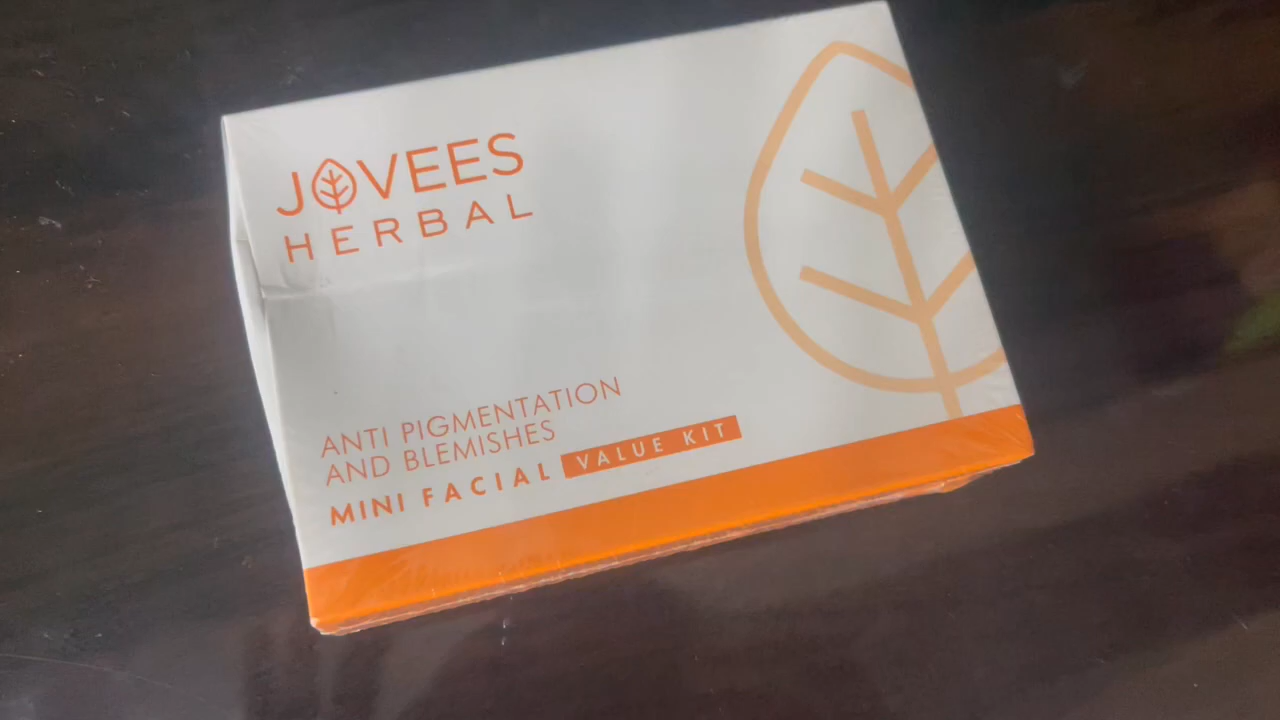 JOVEES
HERBAL
ANTI PIGMENTATION
AND BLEMISHES
MINI FACIAL VALUE KIT